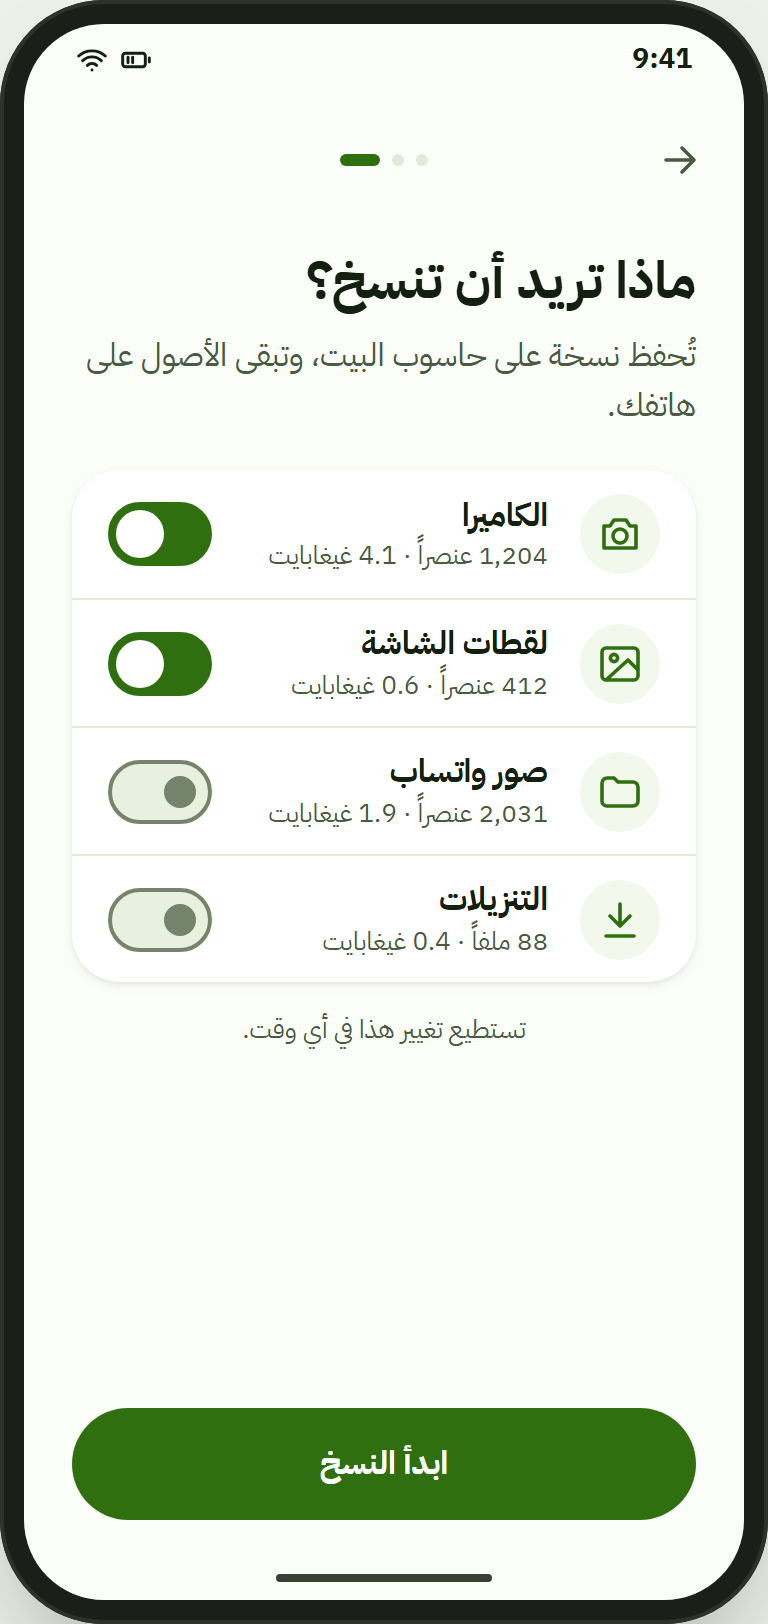 9:41
ماذا تريد أن تنسخ؟
تُحفظ نسخة على حاسوب البيت، وتبقى الأصول على
هاتفك.
الكاميرا
1,204 عنصراً · 4.1 غيغابايت
لقطات الشاشة
412 عنصراً · 0.6 غيغابايت
صور واتساب
2,031 عنصراً · 1.9 غيغابايت
التنزيلات
88 ملفاً · 0.4 غيغابايت
تستطيع تغيير هذا في أي وقت.
ابدأ النسخ